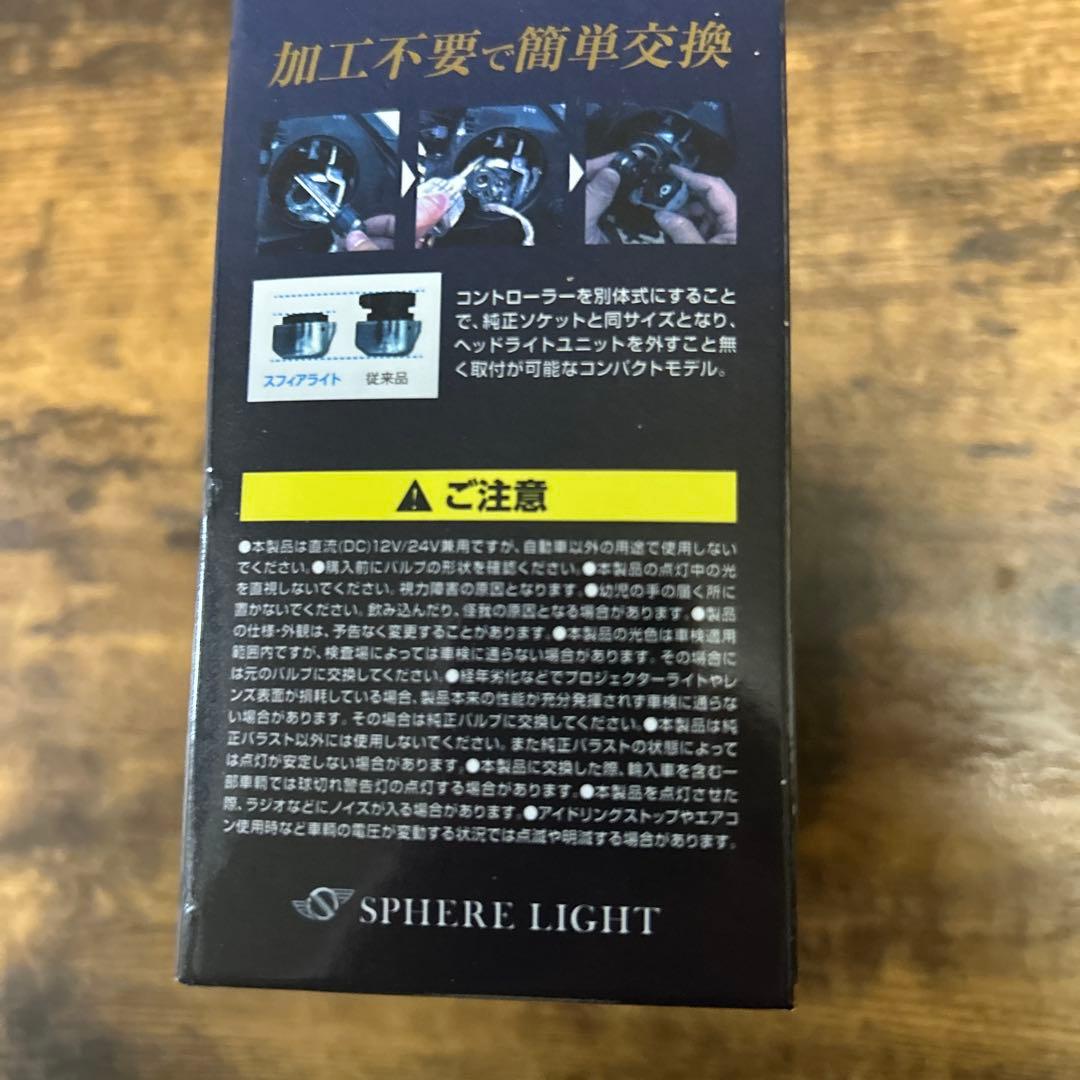 加工不要で簡単交換
コントローラーを別体式にすること
で、純正ソケットと同サイズとなり、
ヘッドライトユニットを外すこと無
く取付が可能なコンパクトモデル。
スフィアライト 従来品
ご注意
●本製品は直流(DC)12V/24V兼用ですが、自動車以外の用途で使用しない
でください。●購入前にバルブの形状を確認ください。●本製品の点灯中の光
を直視しないでください。視力障害の原因となります。●幼児の手の届く所に
置かないでください。飲み込んだり、怪我の原因となる場合があります。●製品
の仕様・外観は、予告なく変更することがあります。●本製品の光色は車検適用
範囲内ですが、検査場によっては車検に通らない場合があります。その場合に
は元のバルブに交換してください。●経年劣化などでプロジェクターライトやレ
ンズ表面が損耗している場合、製品本来の性能が充分発揮されず車検に通らな
い場合があります。その場合は純正バルブに交換してください。●本製品は純
正バラスト以外には使用しないでください。また純正バラストの状態によって
は点灯が安定しない場合があります。●本製品に交換した際、輸入車を含む一
部車輌では球切れ警告灯の点灯する場合があります。●本製品を点灯させた
際、ラジオなどにノイズが入る場合があります。●アイドリングストップやエアコ
ン使用時など車輌の電圧が変動する状況では点滅や明滅する場合があります。
SPHERE LIGHT